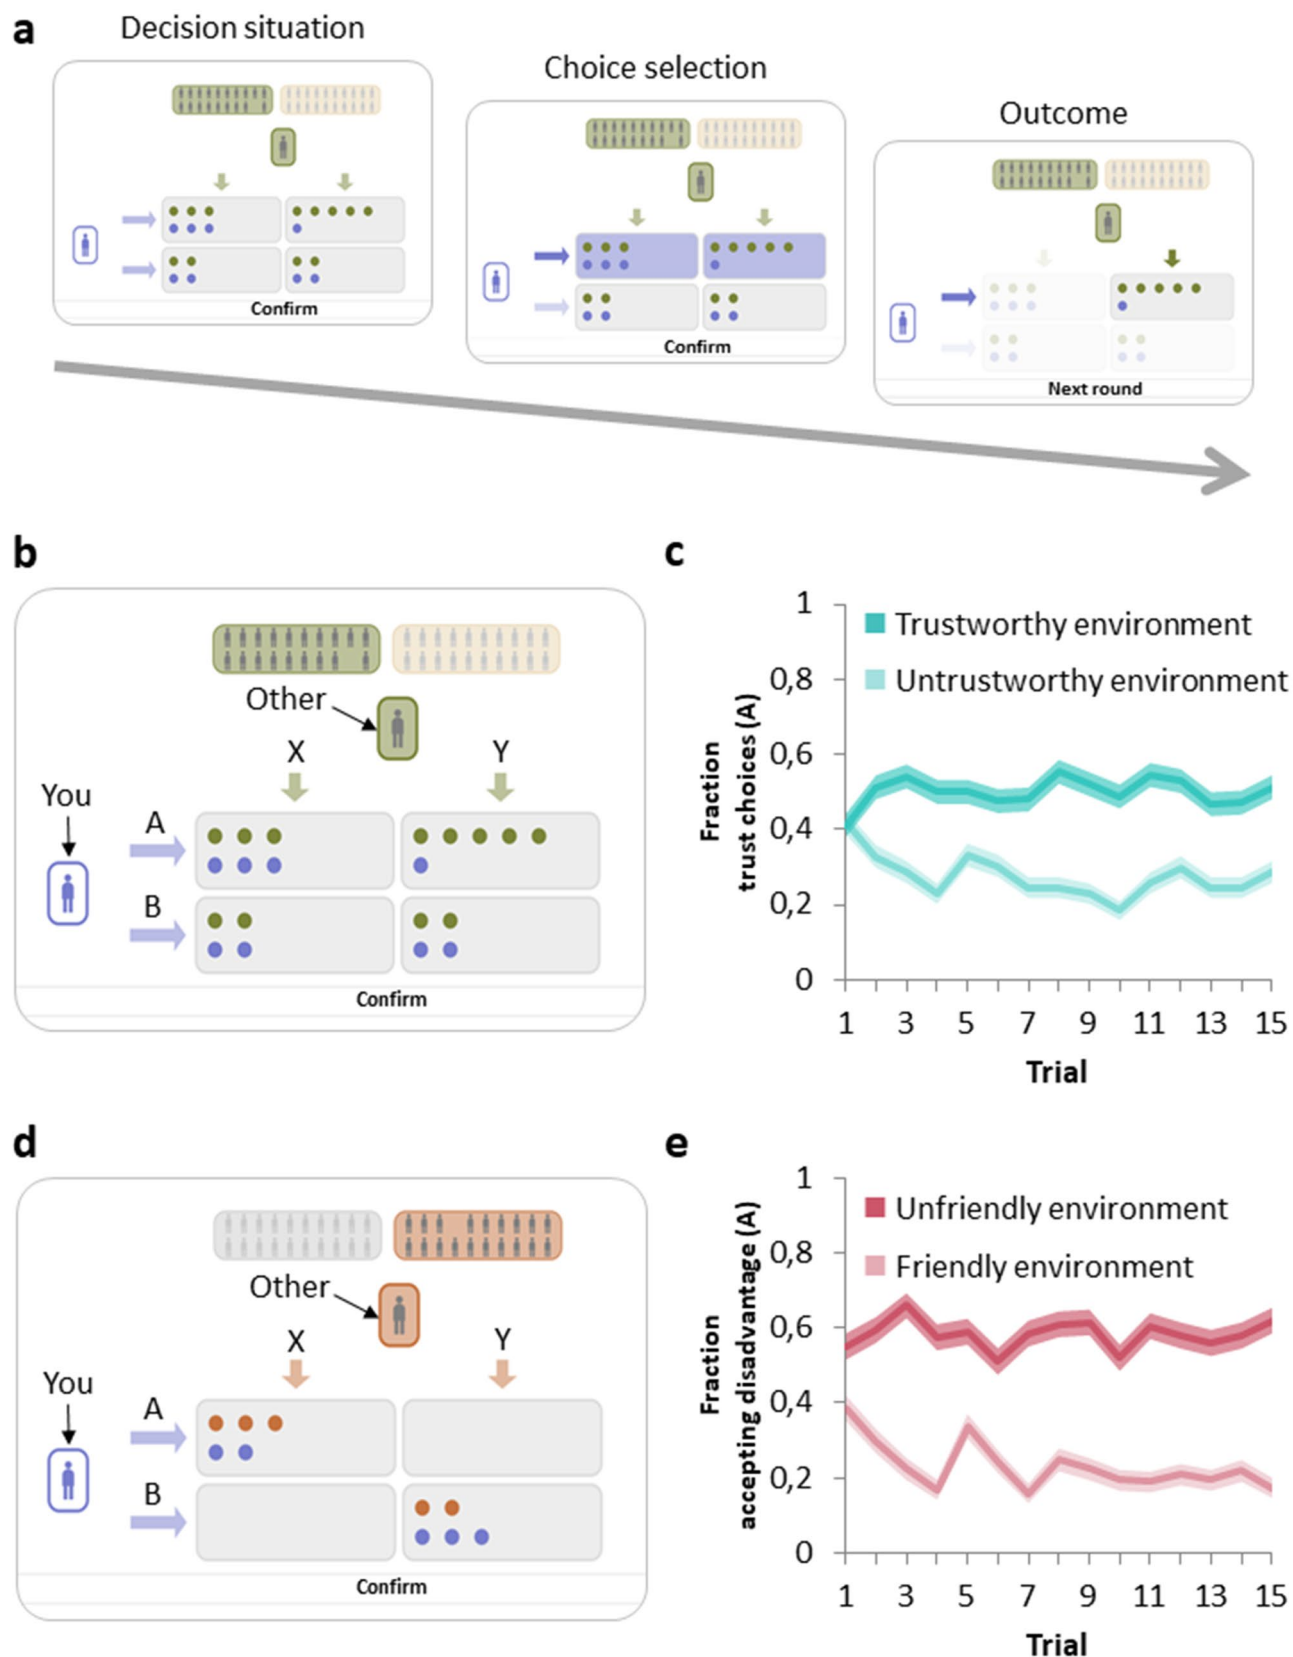 a
Decision situation
Choice selection
Outcome
Confirm
Confirm
Next round
b
Other
X
Y
You
A
B
Confirm
c
Fraction
trust choices (A)
1
0,8
0,6
0,4
0,2
0
Trustworthy environment
Untrustworthy environment
1 3 5 7 9 11 13 15
Trial
d
Other
X
Y
You
A
B
Confirm
e
Fraction
accepting disadvantage (A)
1
0,8
0,6
0,4
0,2
0
Unfriendly environment
Friendly environment
1 3 5 7 9 11 13 15
Trial